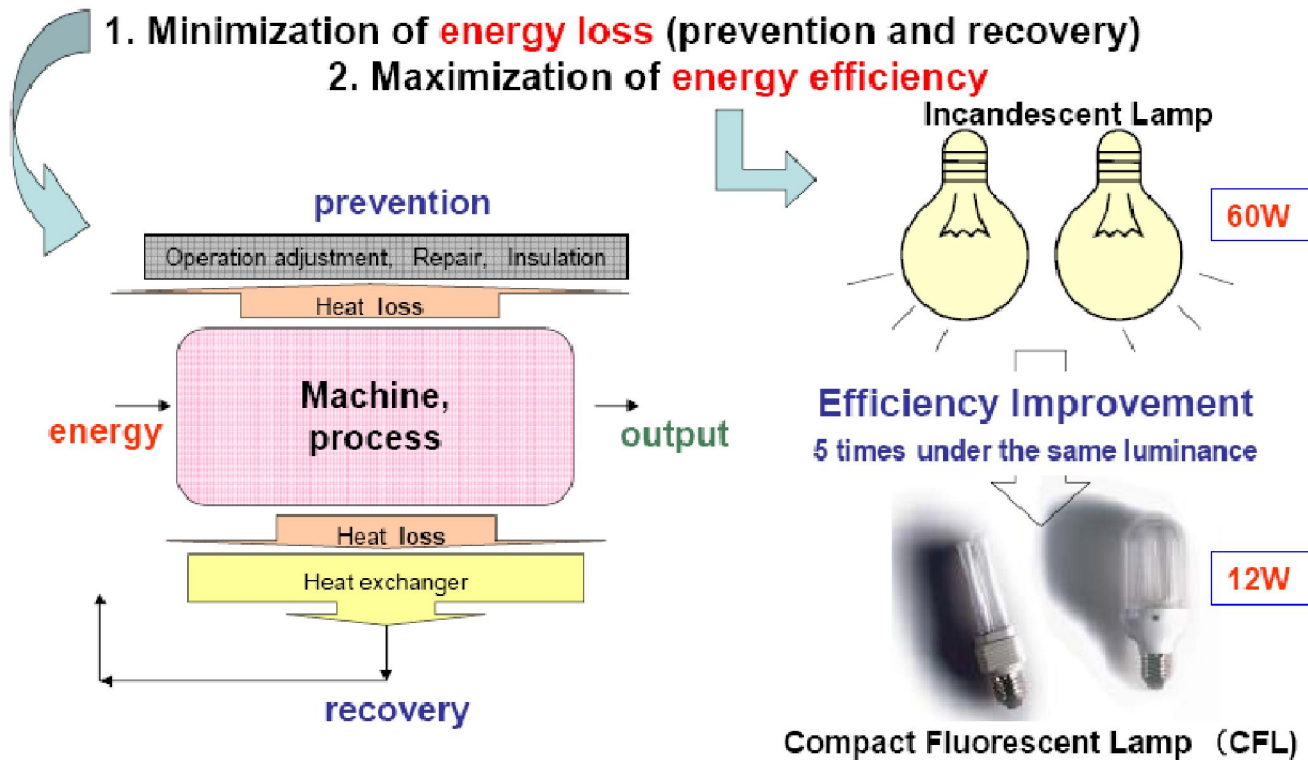 1. Minimization of energy loss (prevention and recovery)
2. Maximization of energy efficiency
Incandescent Lamp
60W
prevention
Operation adjustment, Repair, Insulation
Heat loss
Machine,
process
energy
output
Heat loss
Heat exchanger
recovery
Efficiency Improvement
5 times under the same luminance
12W
Compact Fluorescent Lamp (CFL)